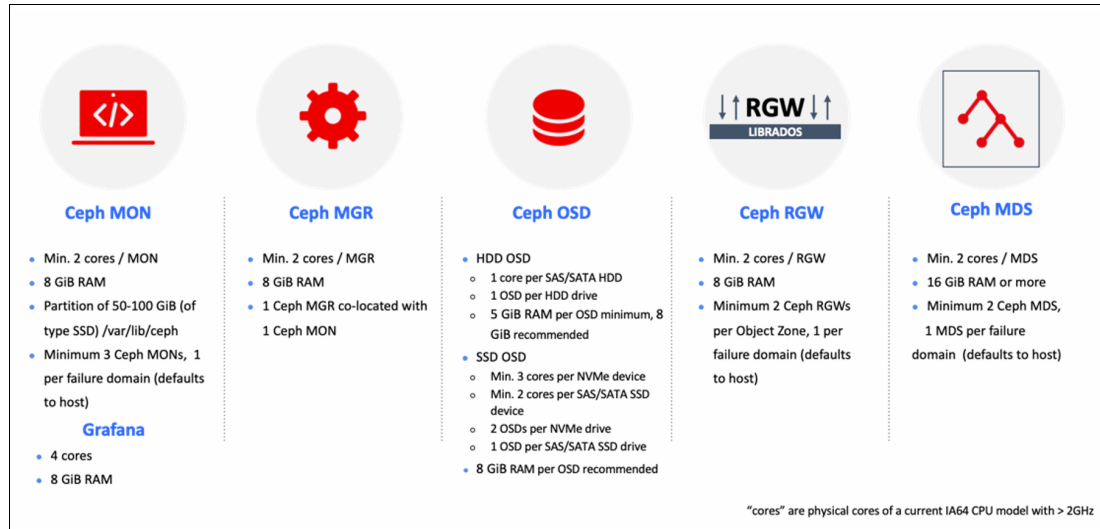 </>
RGW
LIBRADOS
Ceph MON
Min. 2 cores / MON
8 GiB RAM
Partition of 50-100 GiB (of
type SSD) /var/lib/ceph
Minimum 3 Ceph MONs, 1
per failure domain (defaults
to host)
Grafana
4 cores
8 GiB RAM
Ceph MGR
Min. 2 cores / MGR
8 GiB RAM
1 Ceph MGR co-located with
1 Ceph MON
Ceph OSD
HDD OSD
1 core per SAS/SATA HDD
1 OSD per HDD drive
5 GiB RAM per OSD minimum, 8
GiB recommended
SSD OSD
Min. 3 cores per NVMe device
Min. 2 cores per SAS/SATA SSD
device
2 OSDs per NVMe drive
1 OSD per SAS/SATA SSD drive
8 GiB RAM per OSD recommended
Ceph RGW
Min. 2 cores / RGW
8 GiB RAM
Minimum 2 Ceph RGWs
per Object Zone, 1 per
failure domain (defaults
to host)
Ceph MDS
Min. 2 cores / MDS
16 GiB RAM or more
Minimum 2 Ceph MDS,
1 MDS per failure
domain (defaults to host)
"cores" are physical cores of a current IA64 CPU model with > 2GHz